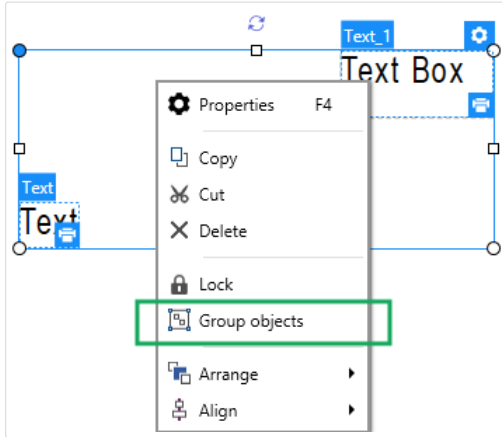 Text_1
Text Box
Properties F4
Copy
Text
Cut
Text
Delete
Lock
Group objects
Arrange
Align